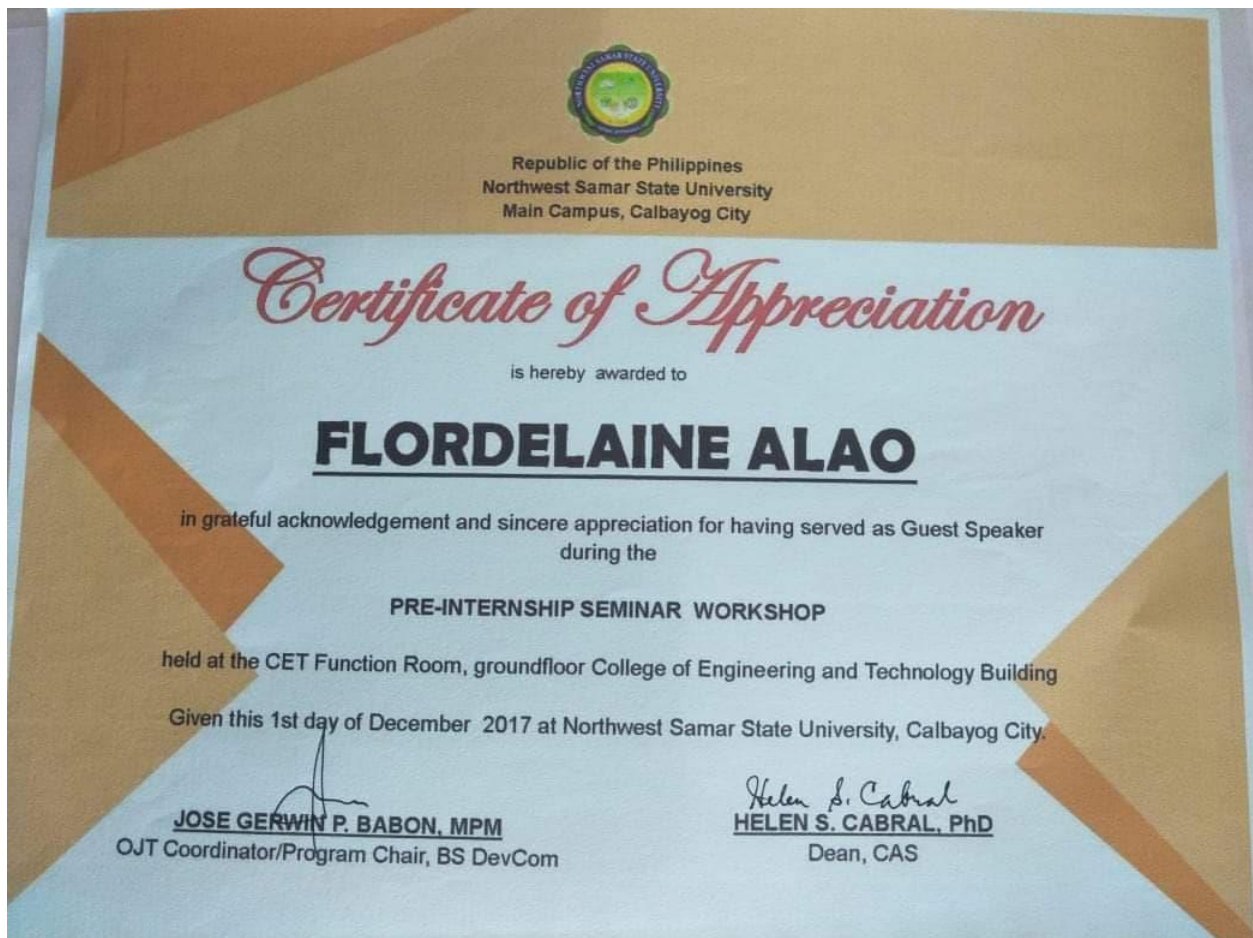 NORTHWEST SAMAR STATE UNIVERSITY
Republic of the Philippines
Northwest Samar State University
Main Campus, Calbayog City
Certificate of Appreciation
is hereby awarded to
FLORDELAINE ALAO
in grateful acknowledgement and sincere appreciation for having served as Guest Speaker
during the
PRE-INTERNSHIP SEMINAR WORKSHOP
held at the CET Function Room, groundfloor College of Engineering and Technology Building
Given this 1st day of December 2017 at Northwest Samar State University, Calbayog City.
Helen S. Cabral
JOSE GERWIN P. BABON, MPM
HELEN S. CABRAL, PhD
OJT Coordinator/Program Chair, BS DevCom
Dean, CAS